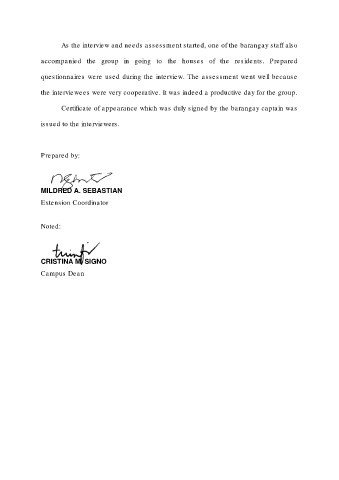 As the interview and needs assessment started, one of the barangay staff also
accompanied the group in going to the houses of the residents. Prepared
questionnaires were used during the interview. The assessment went well because
the interviewees were very cooperative. It was indeed a productive day for the group.
Certificate of appearance which was duly signed by the barangay captain was
issued to the interviewers.
Prepared by:
MILDRED A. SEBASTIAN
Extension Coordinator
Noted:
CRISTINA M. SIGNO
Campus Dean